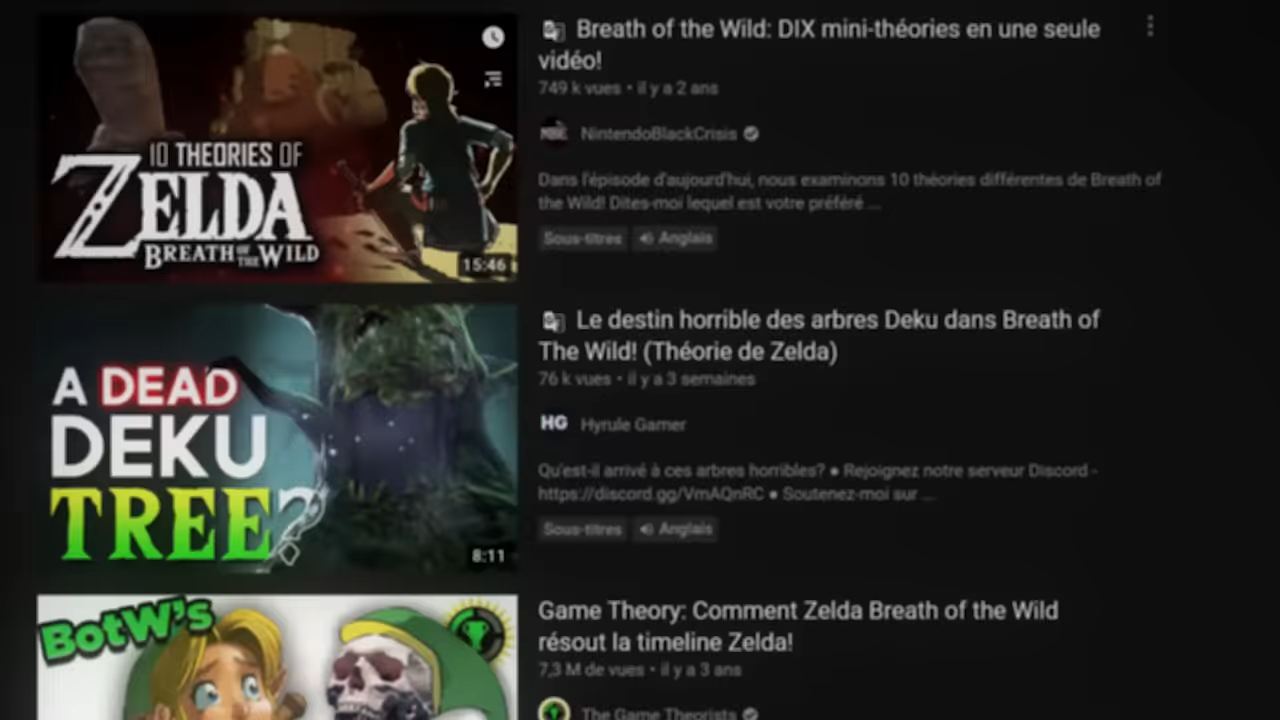 10 THEORIES OF
ZELDA
BREATH OF THE WILD
15:46
Breath of the Wild: DIX mini-théories en une seule
vidéo!
749 k vues • il y a 2 ans
NintendoBlackCrisis
Dans l'épisode d'aujourd'hui, nous examinons 10 théories différentes de Breath of
the Wild! Dites-moi lequel est votre préféré ...
Sous-titres Anglais
A DEAD
DEKU
TREE?
8:11
Le destin horrible des arbres Deku dans Breath of
The Wild! (Théorie de Zelda)
76 k vues • il y a 3 semaines
HG Hyrule Gamer
Qu'est-il arrivé à ces arbres horribles? ● Rejoignez notre serveur Discord -
https://discord.gg/VmAQnRC ● Soutenez-moi sur ...
Sous-titres Anglais
BotW's
Game Theory: Comment Zelda Breath of the Wild
résout la timeline Zelda!
7,3 M de vues • il y a 3 ans
The Game Theorists